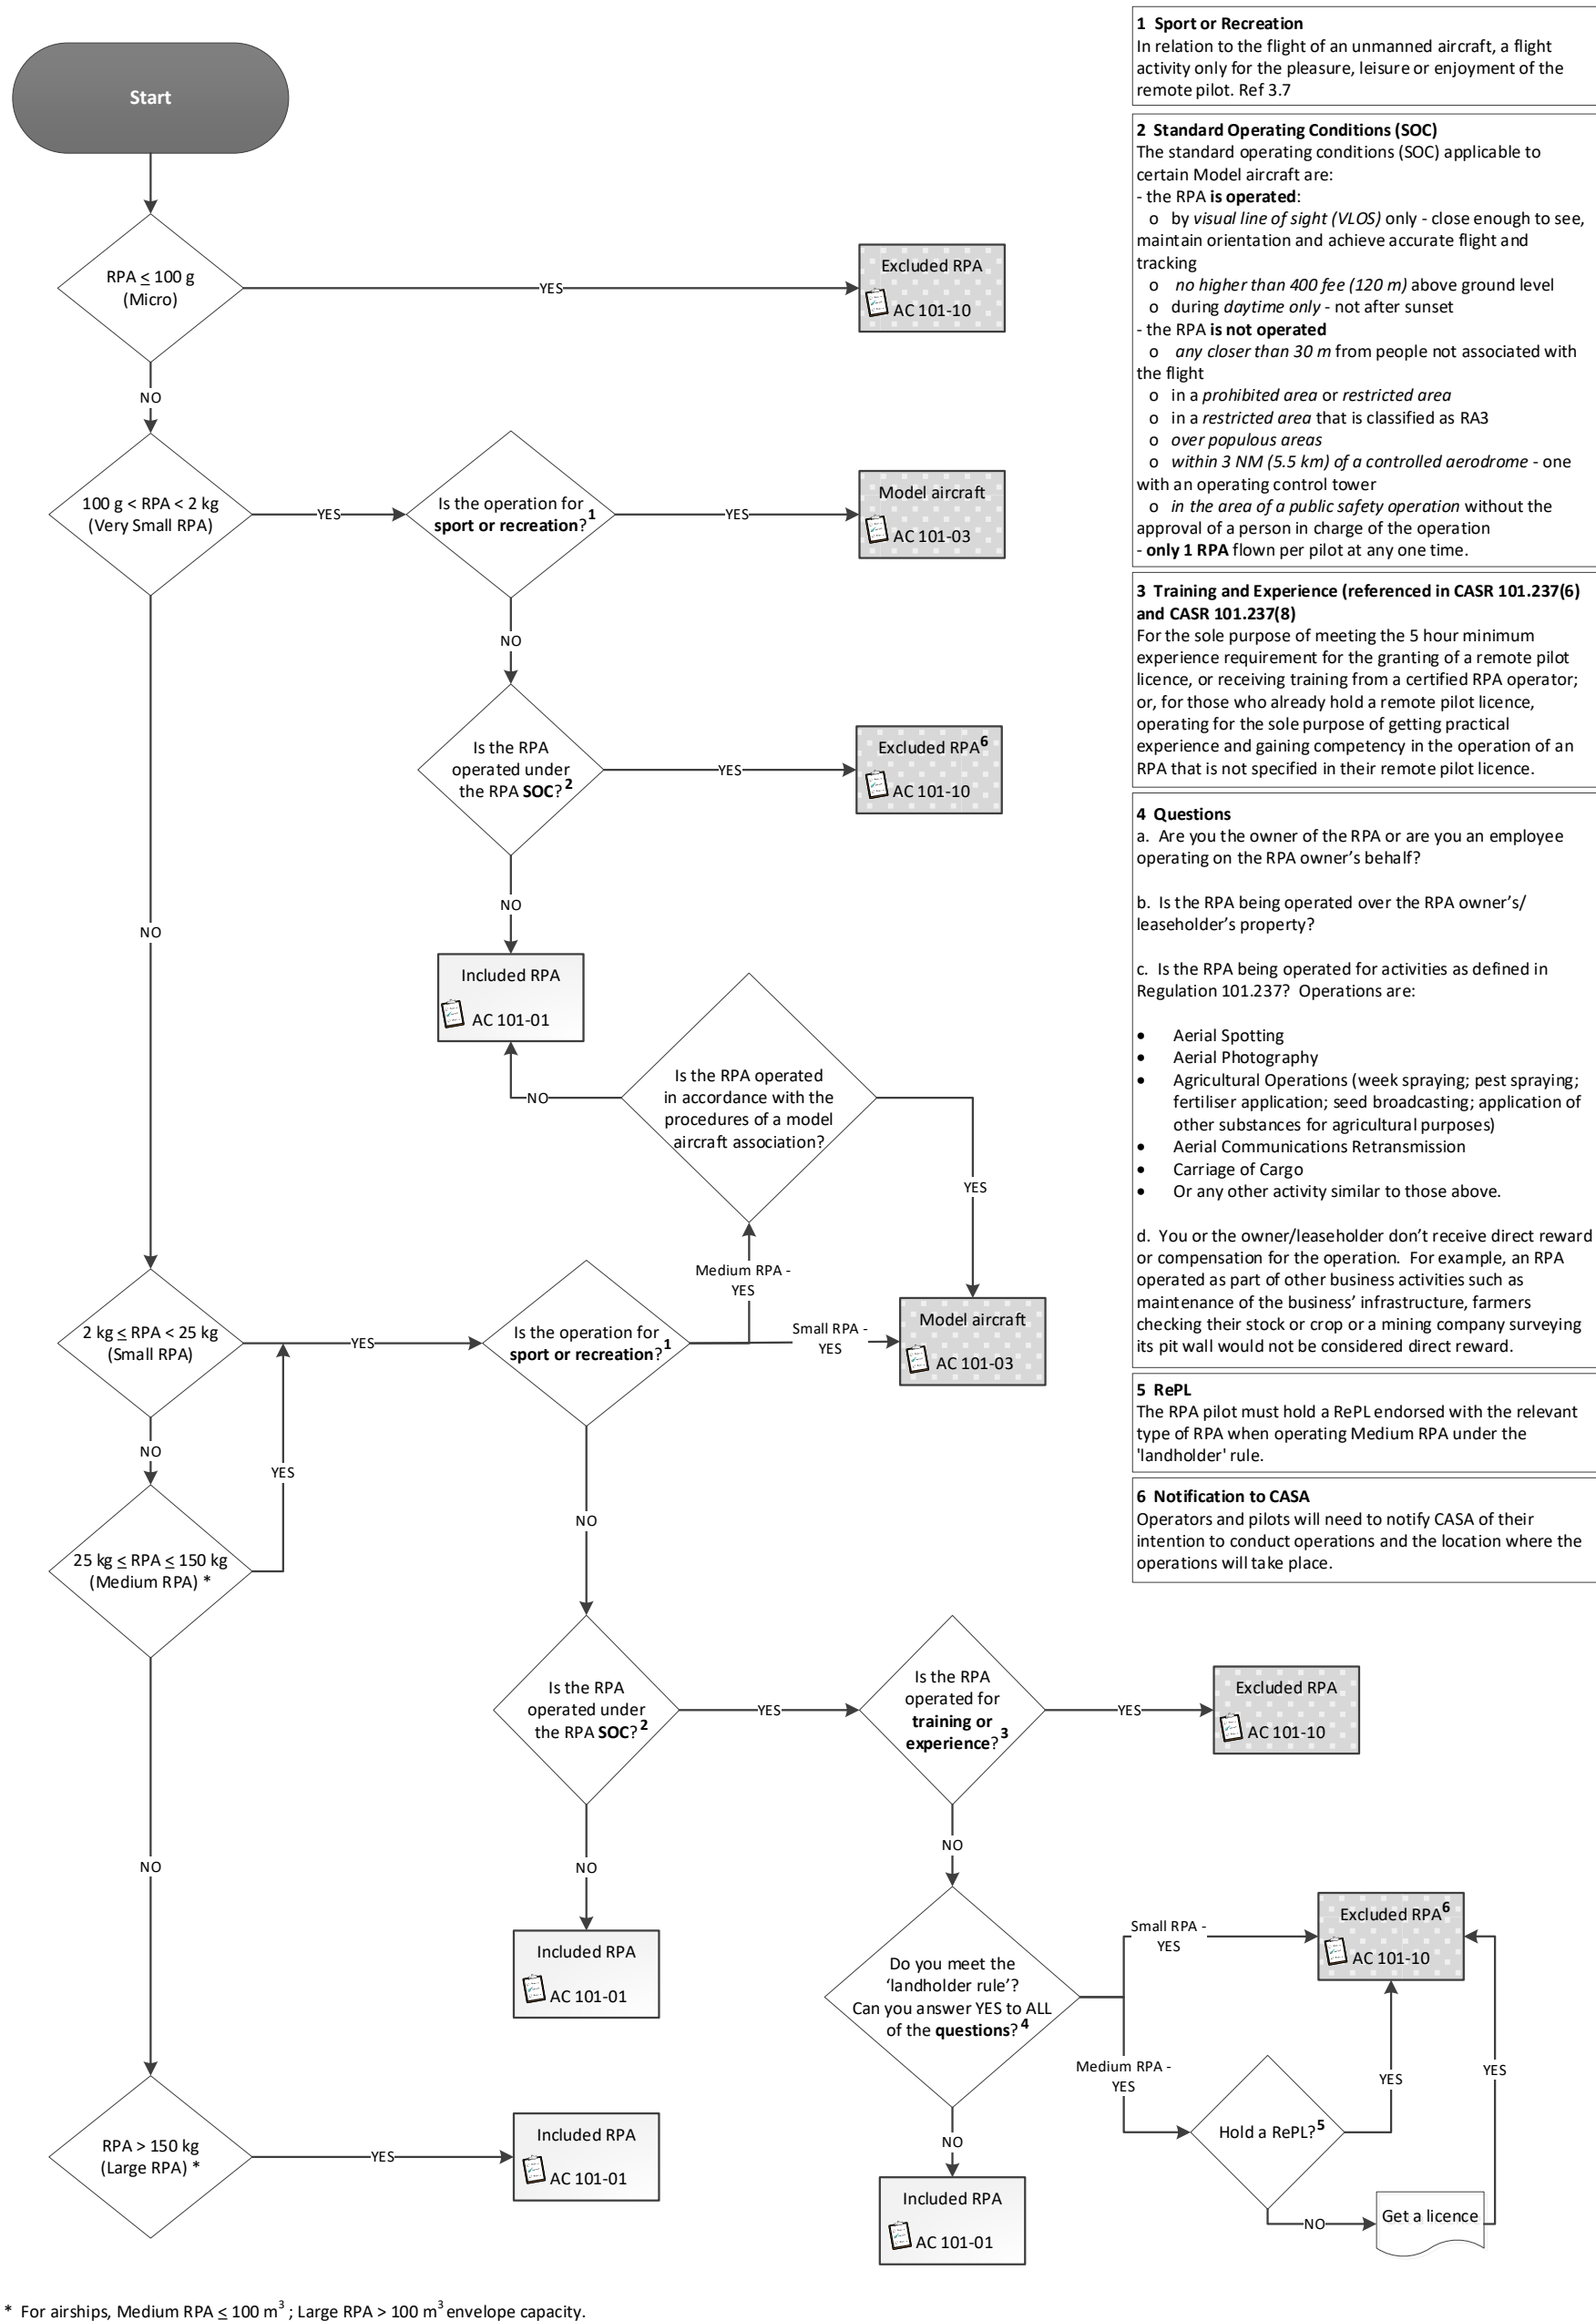 Start
RPA ≤ 100 g
(Micro)
YES
Excluded RPA
AC 101-10
NO
100 g < RPA < 2 kg
(Very Small RPA)
YES
Is the operation for
sport or recreation?1
YES
Model aircraft
AC 101-03
NO
Is the RPA
operated under
the RPA SOC?2
YES
Excluded RPA6
AC 101-10
NO
NO
Included RPA
AC 101-01
Is the RPA operated
in accordance with the
procedures of a model
aircraft association?
NO
YES
Medium RPA -
YES
2 kg ≤ RPA < 25 kg
(Small RPA)
YES
Is the operation for
sport or recreation?1
Small RPA -
YES
Model aircraft
AC 101-03
NO
YES
NO
25 kg ≤ RPA ≤ 150 kg
(Medium RPA) *
Is the RPA
operated under
the RPA SOC?2
YES
Is the RPA
operated for
training or
experience?3
YES
Excluded RPA
AC 101-10
NO
NO
NO
Included RPA
AC 101-01
Do you meet the
‘landholder rule’?
Can you answer YES to ALL
of the questions?4
Small RPA -
YES
Excluded RPA6
AC 101-10
Medium RPA -
YES
Hold a RePL?5
YES
YES
NO
Get a licence
NO
Included RPA
AC 101-01
RPA > 150 kg
(Large RPA) *
YES
Included RPA
AC 101-01
* For airships, Medium RPA ≤ 100 m3 ; Large RPA > 100 m3 envelope capacity.
1 Sport or Recreation
In relation to the flight of an unmanned aircraft, a flight
activity only for the pleasure, leisure or enjoyment of the
remote pilot. Ref 3.7
2 Standard Operating Conditions (SOC)
The standard operating conditions (SOC) applicable to
certain Model aircraft are:
- the RPA is operated:
o by visual line of sight (VLOS) only - close enough to see,
maintain orientation and achieve accurate flight and
tracking
o no higher than 400 fee (120 m) above ground level
o during daytime only - not after sunset
- the RPA is not operated
o any closer than 30 m from people not associated with
the flight
o in a prohibited area or restricted area
o in a restricted area that is classified as RA3
o over populous areas
o within 3 NM (5.5 km) of a controlled aerodrome - one
with an operating control tower
o in the area of a public safety operation without the
approval of a person in charge of the operation
- only 1 RPA flown per pilot at any one time.
3 Training and Experience (referenced in CASR 101.237(6)
and CASR 101.237(8)
For the sole purpose of meeting the 5 hour minimum
experience requirement for the granting of a remote pilot
licence, or receiving training from a certified RPA operator;
or, for those who already hold a remote pilot licence,
operating for the sole purpose of getting practical
experience and gaining competency in the operation of an
RPA that is not specified in their remote pilot licence.
4 Questions
a. Are you the owner of the RPA or are you an employee
operating on the RPA owner’s behalf?
b. Is the RPA being operated over the RPA owner’s/
leaseholder’s property?
c. Is the RPA being operated for activities as defined in
Regulation 101.237? Operations are:
• Aerial Spotting
• Aerial Photography
• Agricultural Operations (week spraying; pest spraying;
fertiliser application; seed broadcasting; application of
other substances for agricultural purposes)
• Aerial Communications Retransmission
• Carriage of Cargo
• Or any other activity similar to those above.
d. You or the owner/leaseholder don’t receive direct reward
or compensation for the operation. For example, an RPA
operated as part of other business activities such as
maintenance of the business’ infrastructure, farmers
checking their stock or crop or a mining company surveying
its pit wall would not be considered direct reward.
5 RePL
The RPA pilot must hold a RePL endorsed with the relevant
type of RPA when operating Medium RPA under the
'landholder' rule.
6 Notification to CASA
Operators and pilots will need to notify CASA of their
intention to conduct operations and the location where the
operations will take place.